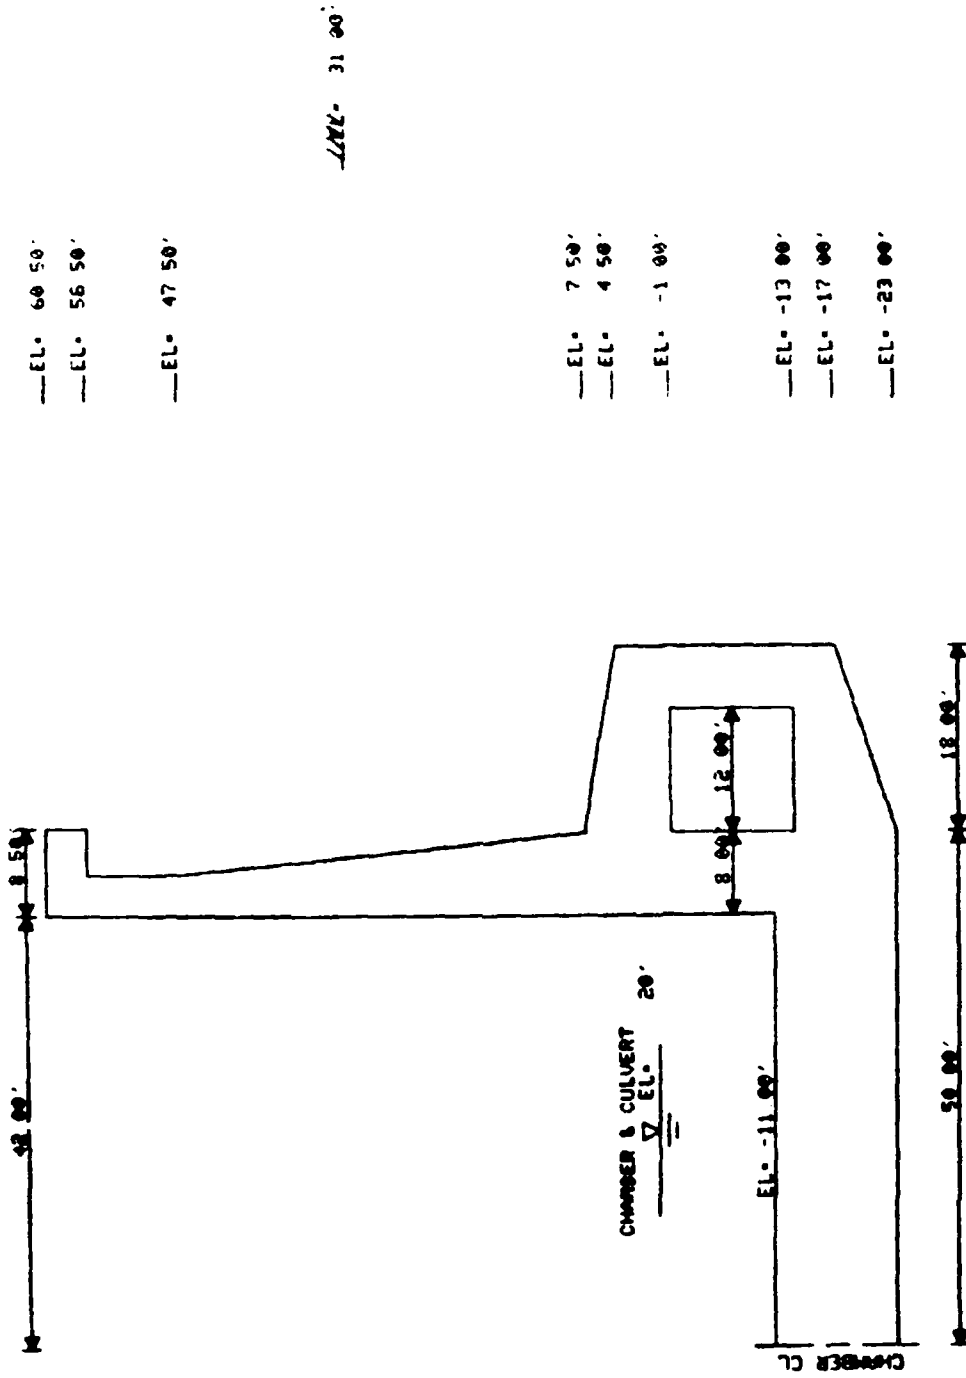 42 00'
8 50'
EL= 60 50'
EL= 56 50'
EL= 47 50'
31 00'
EL= 7 50'
EL= 4 50'
EL= -1 00'
EL= -13 00'
EL= -17 00'
EL= -23 00'
CHAMBER & CULVERT
EL= 20'
8 00'
12 00'
EL= -11 00'
CHAMBER CL
50 00'
18 00'